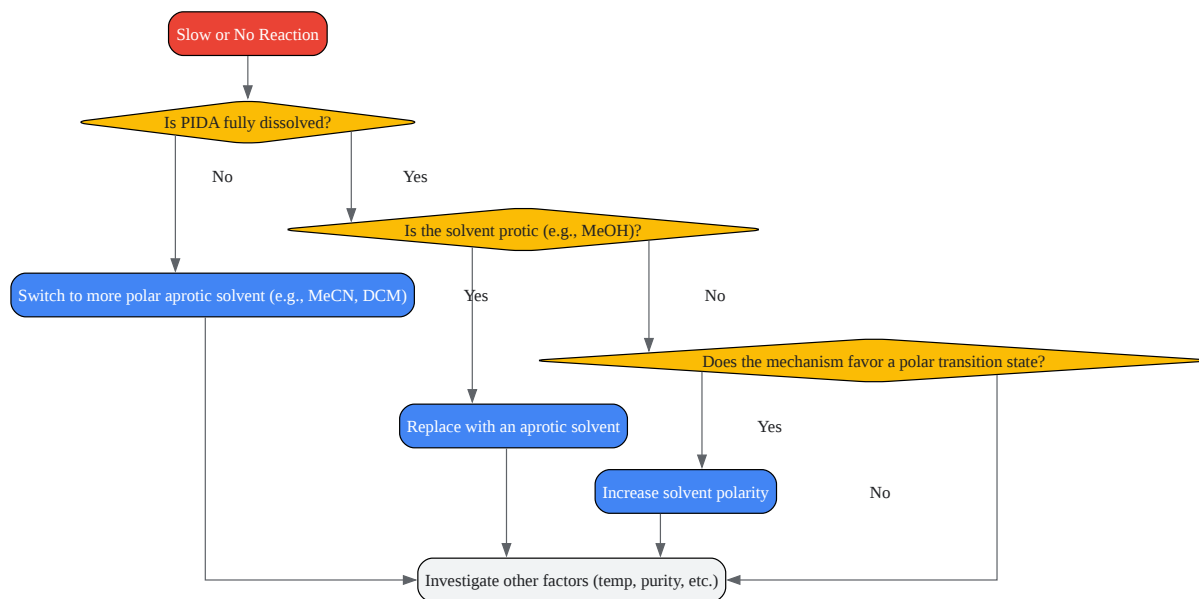 Slow or No Reaction
Is PIDA fully dissolved?
No
Yes
Is the solvent protic (e.g., MeOH)?
Switch to more polar aprotic solvent (e.g., MeCN, DCM)
Yes
No
Does the mechanism favor a polar transition state?
Replace with an aprotic solvent
Yes
Increase solvent polarity
No
Investigate other factors (temp, purity, etc.)